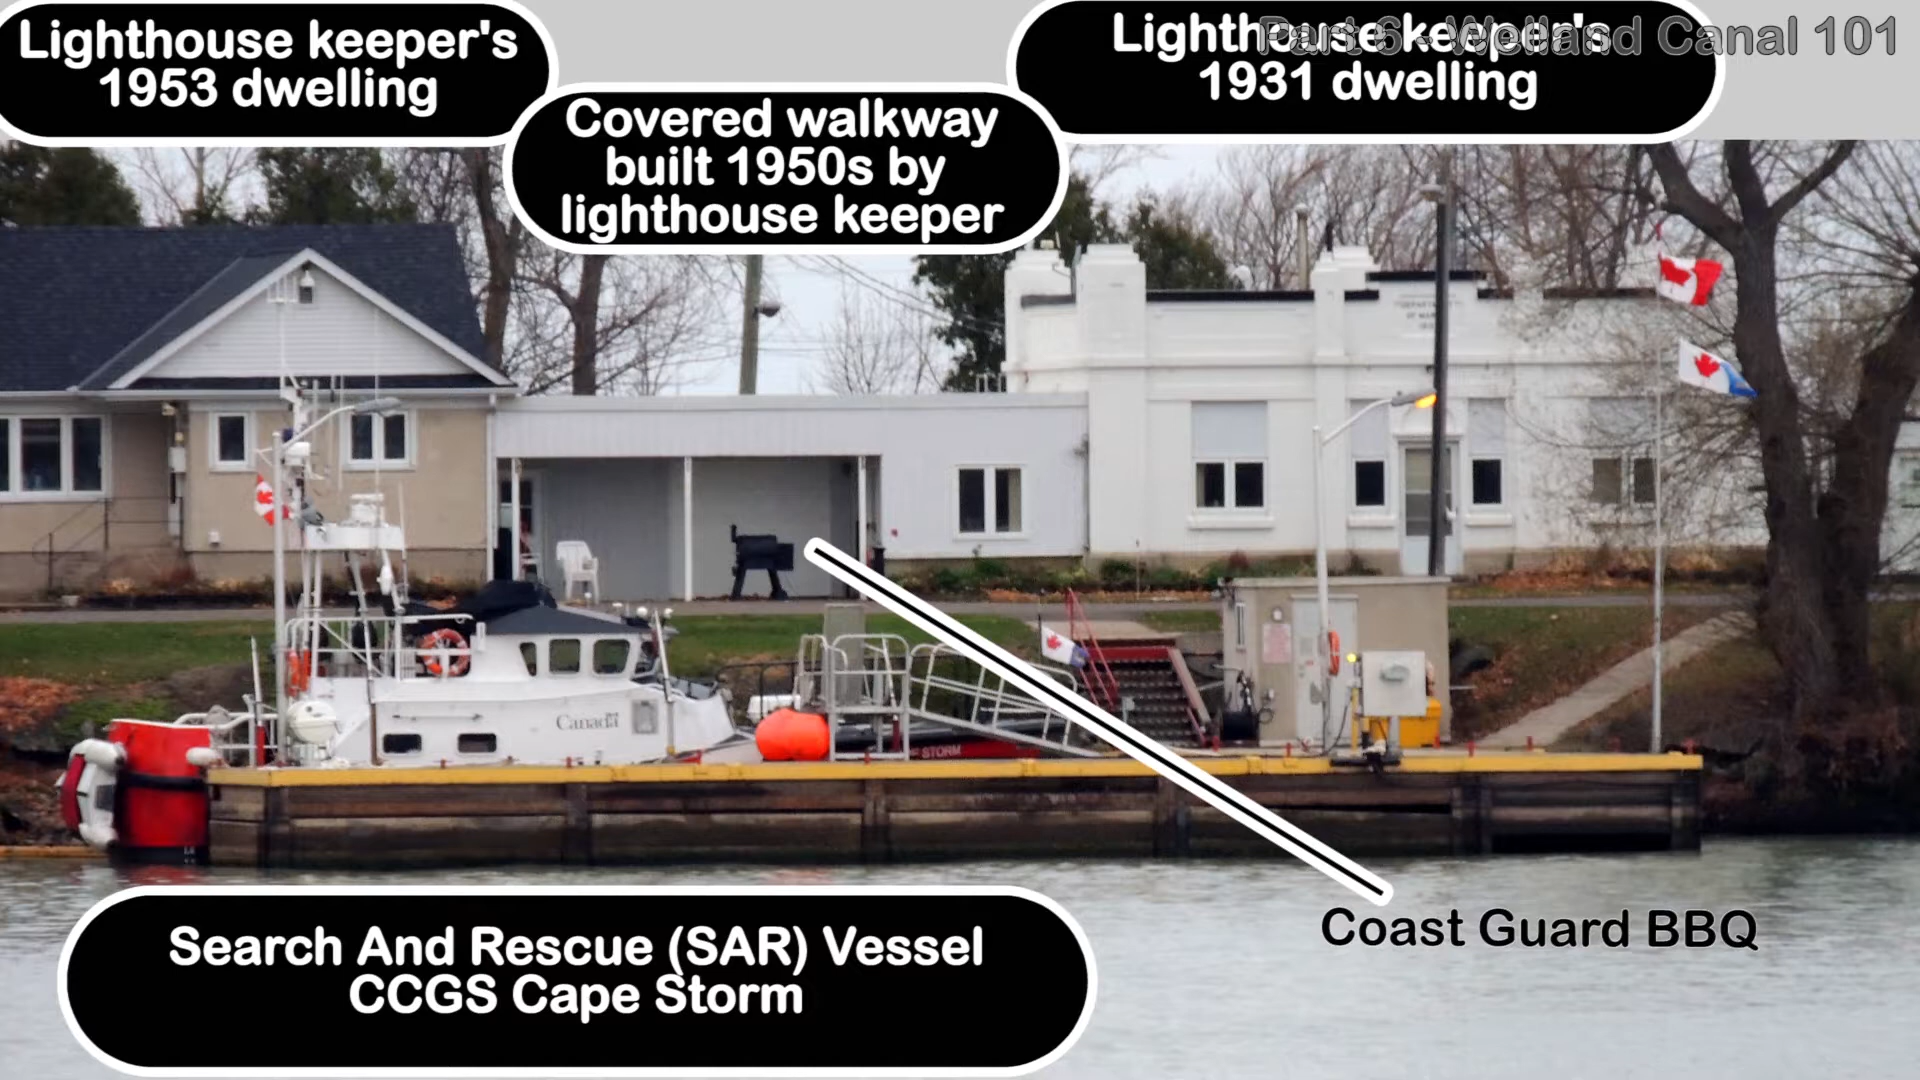 Lighthouse keeper's
1953 dwelling
Covered walkway
built 1950s by
lighthouse keeper
Lighthouse keeper's
1931 dwelling
Part 6 - Welland Canal 101
Canada
STORM
Search And Rescue (SAR) Vessel
CCGS Cape Storm
Coast Guard BBQ